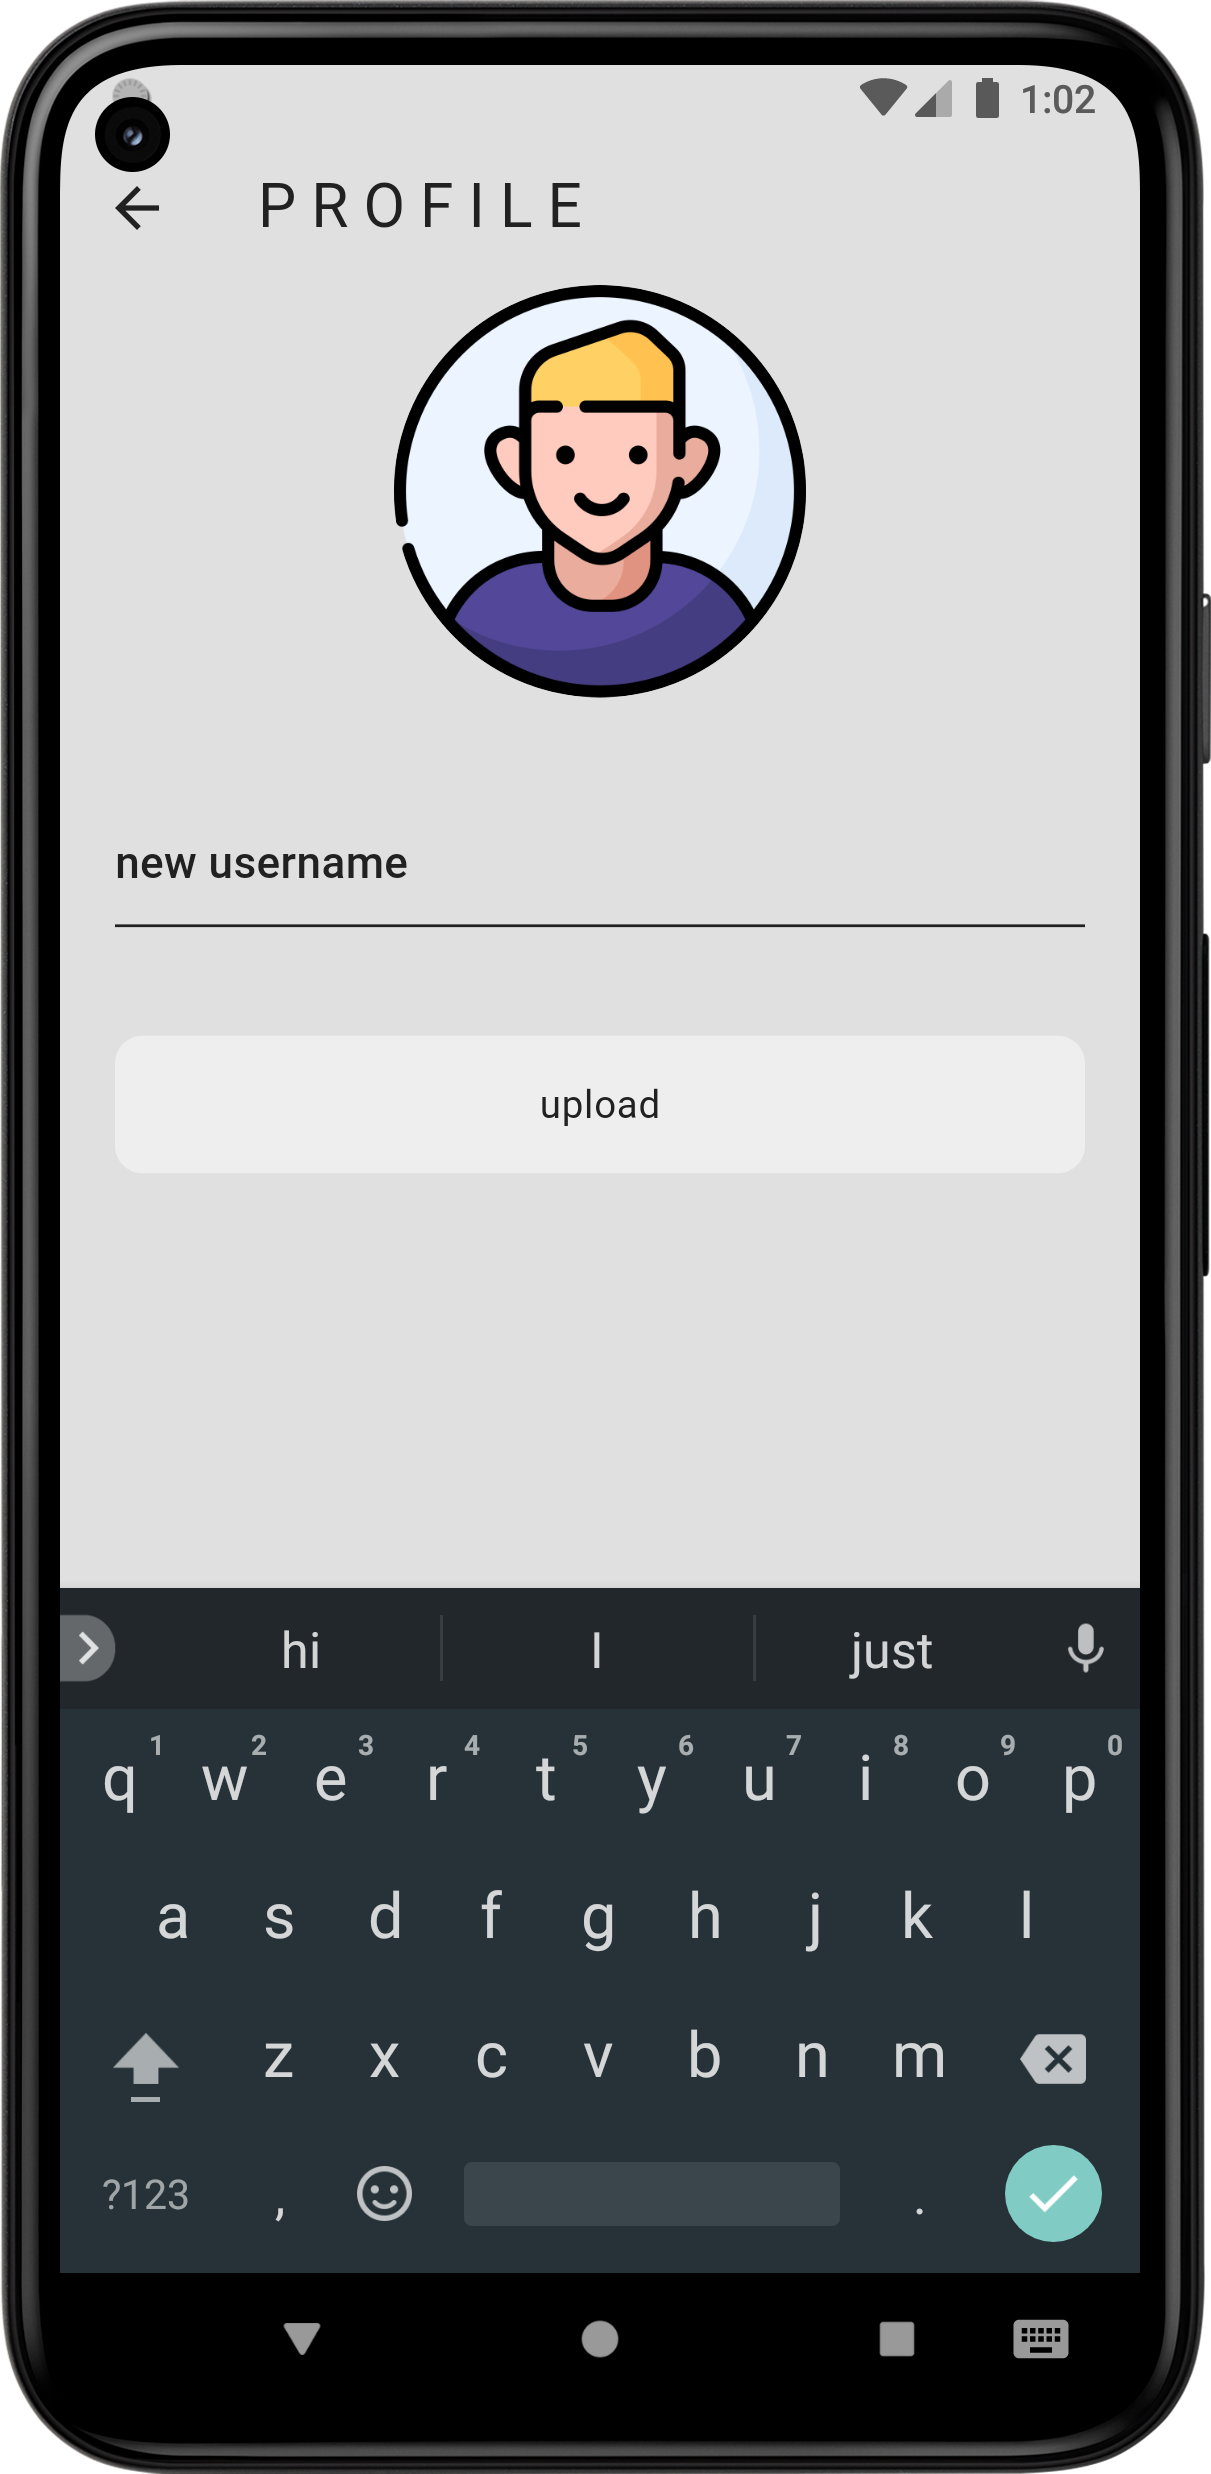 1:02
PROFILE
new username
upload
hi I just
1 2 3 4 5 6 7 8 9 0
q w e r t y u i o p
a s d f g h j k l
z x c v b n m
?123 , .